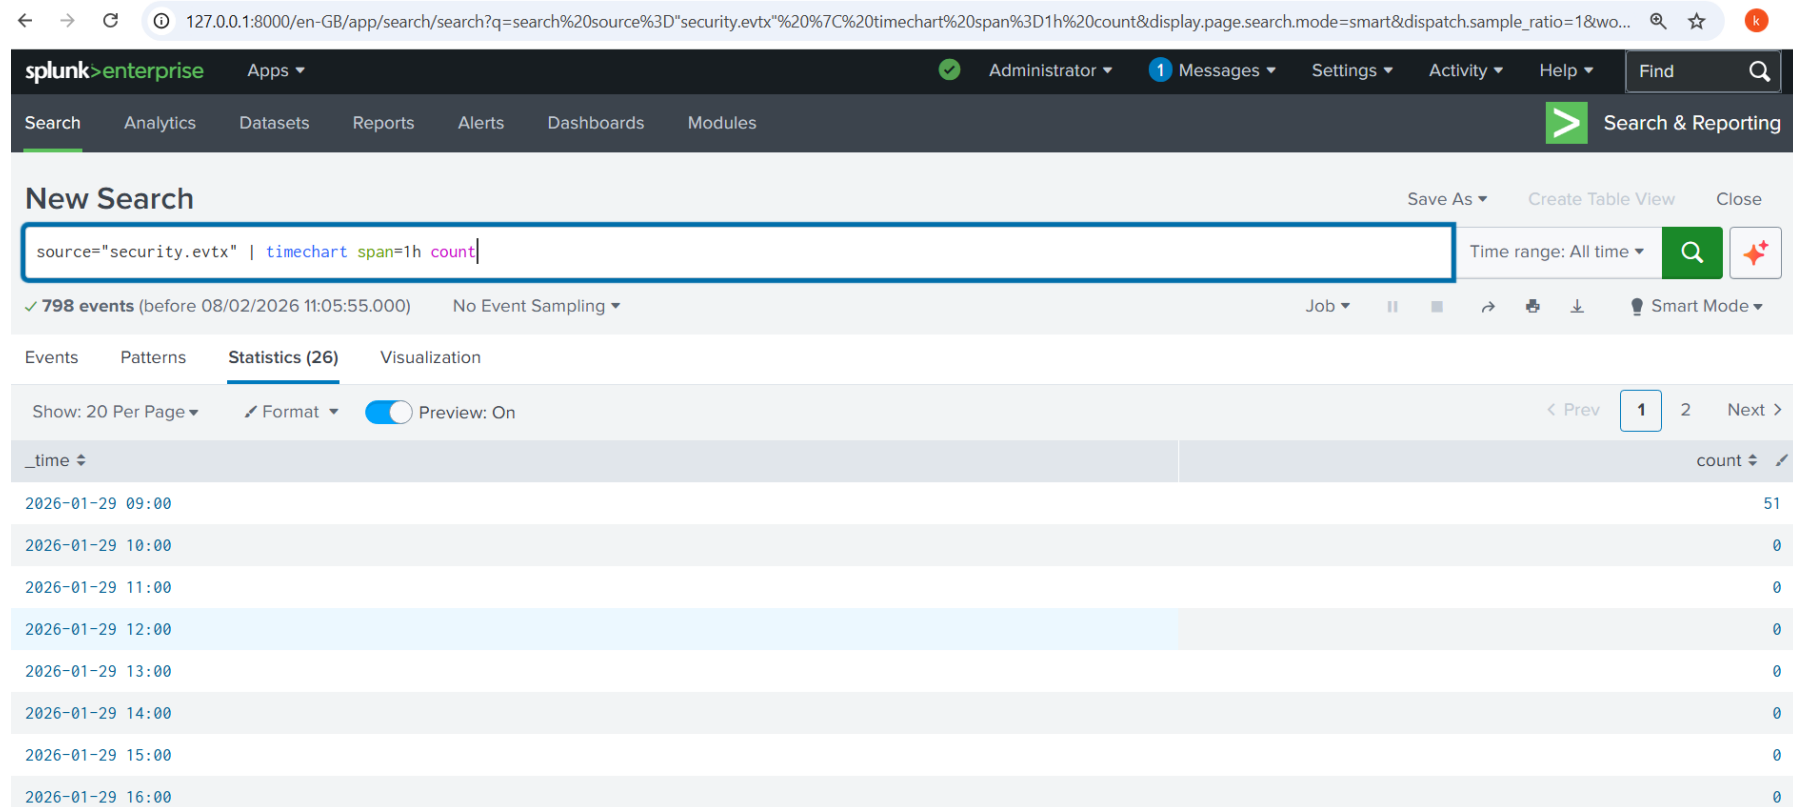 127.0.0.1:8000/en-GB/app/search/search?q=search%20source%3D"security.evtx"%20%7C%20timechart%20span%3D1h%20count&display.page.search.mode=smart&dispatch.sample_ratio=1&wo... k
splunk>enterprise Apps Administrator 1 Messages Settings Activity Help Find
Search Analytics Datasets Reports Alerts Dashboards Modules > Search & Reporting
New Search Save As Create Table View Close
source="security.evtx" | timechart span=1h count Time range: All time
798 events (before 08/02/2026 11:05:55.000) No Event Sampling Job Smart Mode
Events Patterns Statistics (26) Visualization
Show: 20 Per Page Format Preview: On < Prev 1 2 Next >
_time count
2026-01-29 09:00 51
2026-01-29 10:00 0
2026-01-29 11:00 0
2026-01-29 12:00 0
2026-01-29 13:00 0
2026-01-29 14:00 0
2026-01-29 15:00 0
2026-01-29 16:00 0